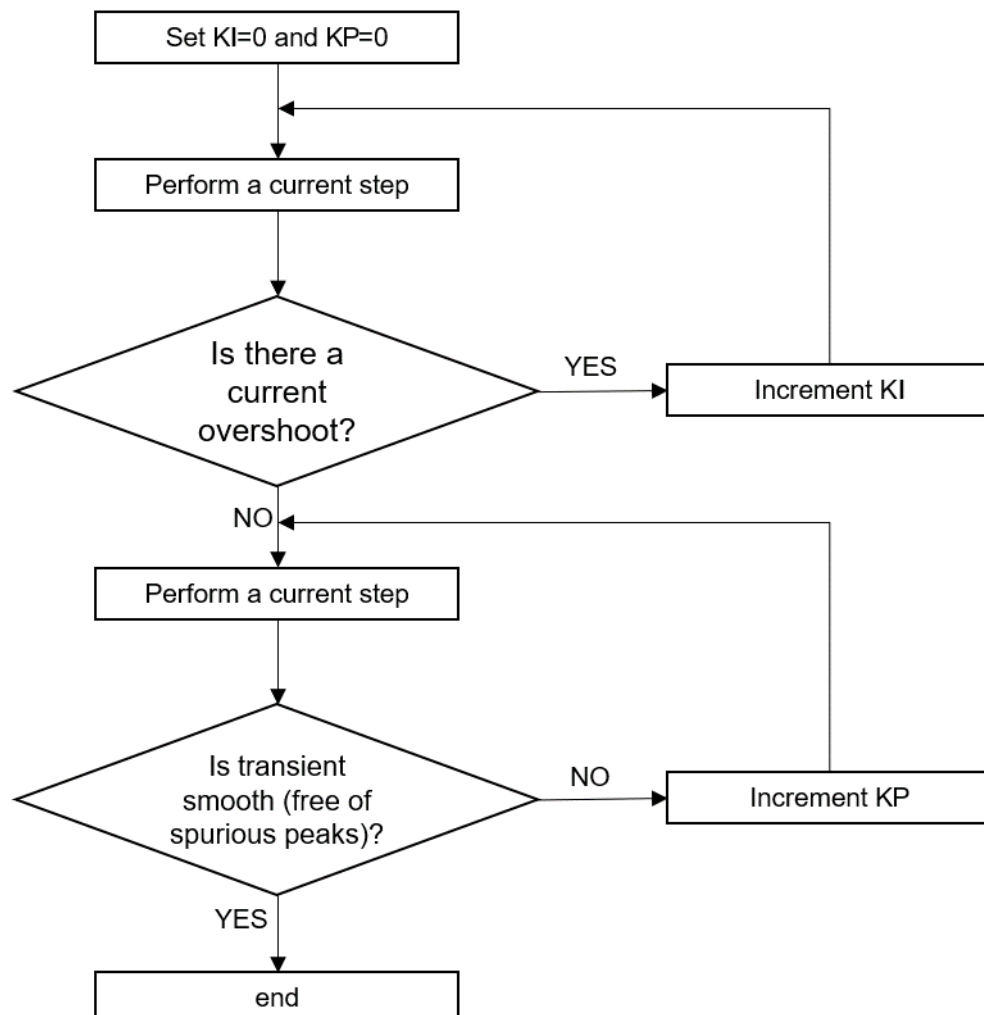 Set KI=0 and KP=0
Perform a current step
Is there a
current
overshoot?
YES
Increment KI
NO
Perform a current step
Is transient
smooth (free of
spurious peaks)?
NO
Increment KP
YES
end